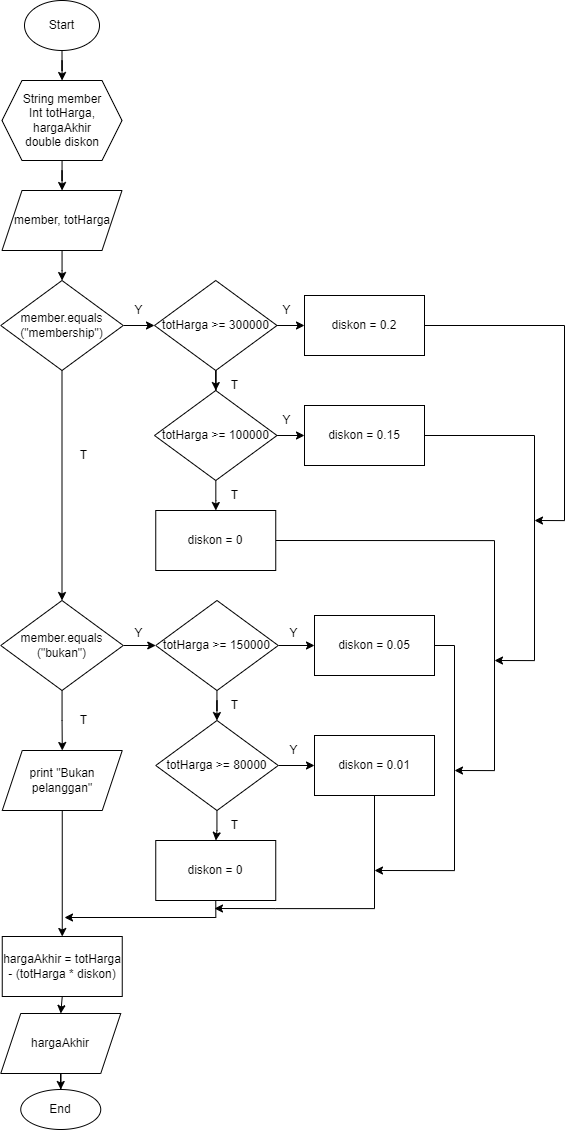 Start
String member
Int totHarga,
hargaAkhir
double diskon
member, totHarga
member.equals
("membership")
Y
totHarga >= 300000
Y
diskon = 0.2
T
totHarga >= 100000
Y
diskon = 0.15
T
T
diskon = 0
member.equals
("bukan")
Y
totHarga >= 150000
Y
diskon = 0.05
T
T
totHarga >= 80000
Y
diskon = 0.01
print "Bukan
pelanggan"
T
diskon = 0
hargaAkhir = totHarga
- (totHarga * diskon)
hargaAkhir
End